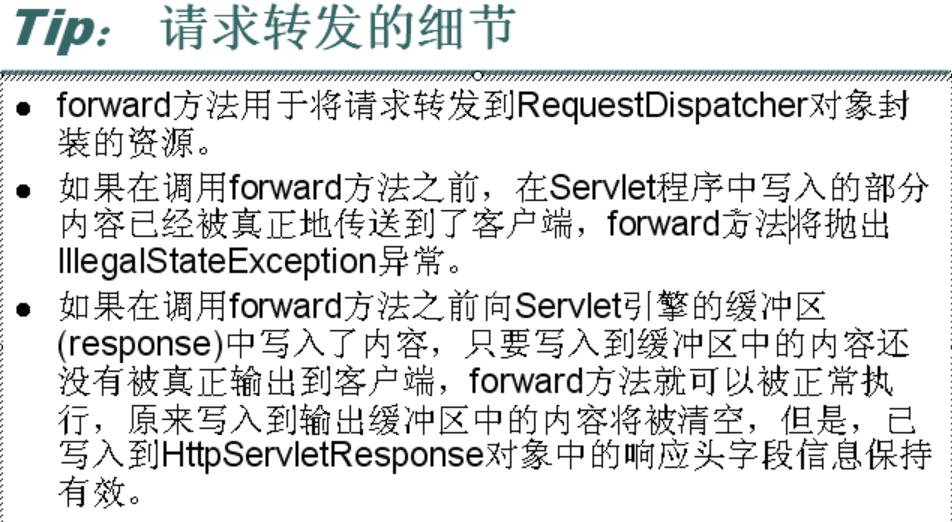 Tip： 请求转发的细节
forward方法用于将请求转发到RequestDispatcher对象封
装的资源。
如果在调用forward方法之前，在Servlet程序中写入的部分
内容已经被真正地传送到了客户端，forward方法将抛出
IllegalStateException异常。
如果在调用forward方法之前向Servlet引擎的缓冲区
(response)中写入了内容，只要写入到缓冲区中的内容还
没有被真正输出到客户端，forward方法就可以被正常执
行，原来写入到输出缓冲区中的内容将被清空，但是，已
写入到HttpServletResponse对象中的响应头字段信息保持
有效。